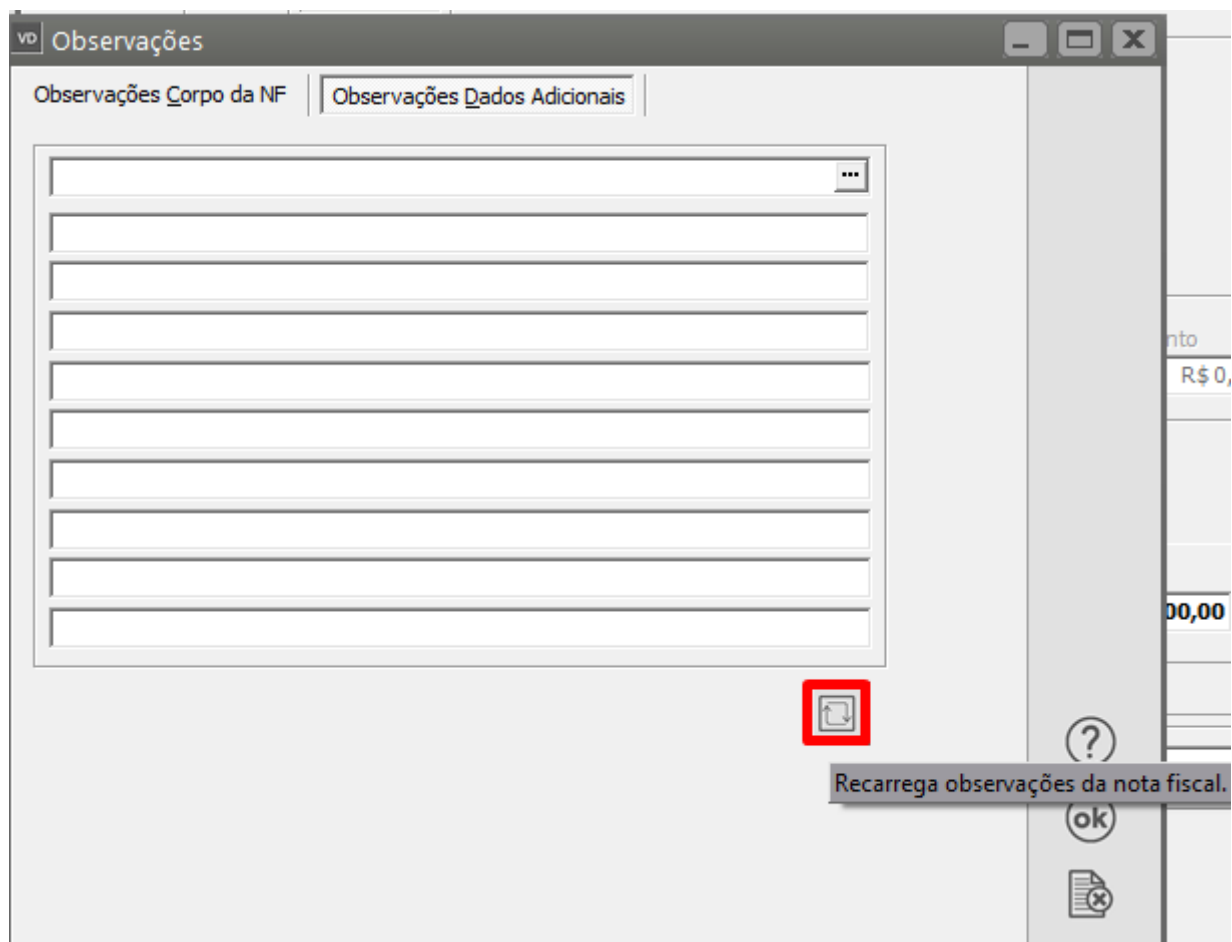 VD Observações
Observações Corpo da NF
Observações Dados Adicionais
...
nto
R$ 0,
00,00
?
Recarrega observações da nota fiscal.
ok